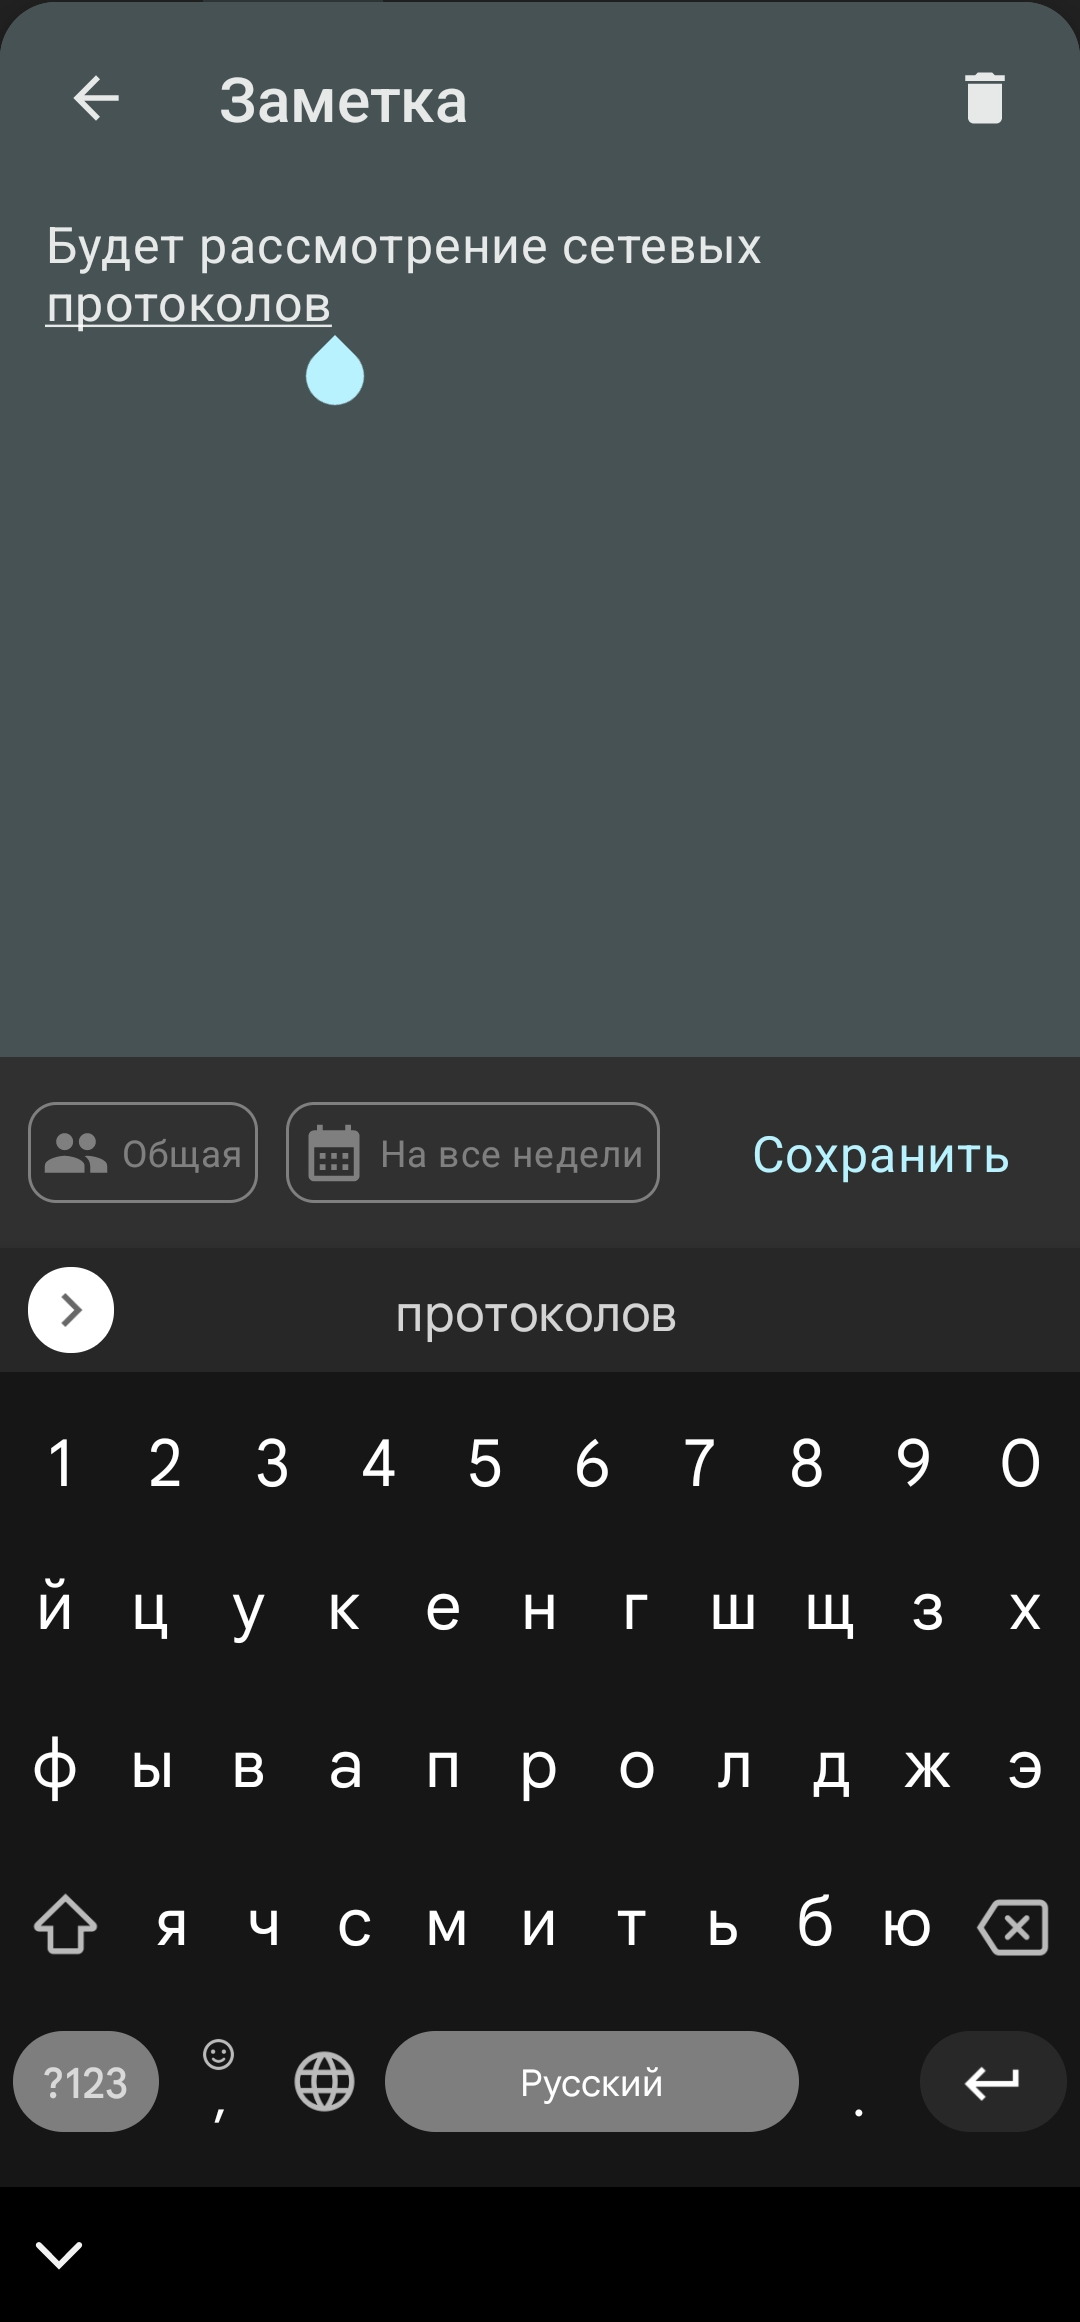 Заметка
Будет рассмотрение сетевых
протоколов
Общая
На все недели
Сохранить
протоколов
1 2 3 4 5 6 7 8 9 0
й ц у к е н г ш щ з х
ф ы в а п р о л д ж э
я ч с м и т ь б ю
?123 , Русский .